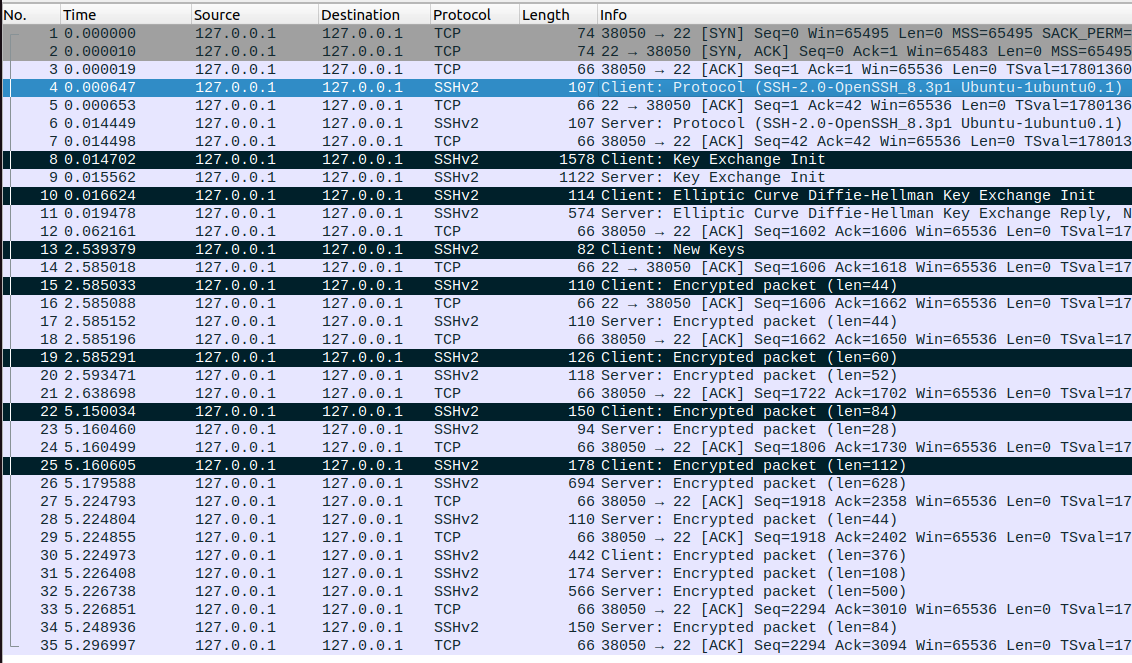 No. Time Source Destination Protocol Length Info
1 0.000000 127.0.0.1 127.0.0.1 TCP 74 38050 → 22 [SYN] Seq=0 Win=65495 Len=0 MSS=65495 SACK_PERM=
2 0.000010 127.0.0.1 127.0.0.1 TCP 74 22 → 38050 [SYN, ACK] Seq=0 Ack=1 Win=65483 Len=0 MSS=65495
3 0.000019 127.0.0.1 127.0.0.1 TCP 66 38050 → 22 [ACK] Seq=1 Ack=1 Win=65536 Len=0 TSval=17801360
4 0.000647 127.0.0.1 127.0.0.1 SSHv2 107 Client: Protocol (SSH-2.0-OpenSSH_8.3p1 Ubuntu-1ubuntu0.1)
5 0.000653 127.0.0.1 127.0.0.1 TCP 66 22 → 38050 [ACK] Seq=1 Ack=42 Win=65536 Len=0 TSval=1780136
6 0.014449 127.0.0.1 127.0.0.1 SSHv2 107 Server: Protocol (SSH-2.0-OpenSSH_8.3p1 Ubuntu-1ubuntu0.1)
7 0.014498 127.0.0.1 127.0.0.1 TCP 66 38050 → 22 [ACK] Seq=42 Ack=42 Win=65536 Len=0 TSval=178013
8 0.014702 127.0.0.1 127.0.0.1 SSHv2 1578 Client: Key Exchange Init
9 0.015562 127.0.0.1 127.0.0.1 SSHv2 1122 Server: Key Exchange Init
10 0.016624 127.0.0.1 127.0.0.1 SSHv2 114 Client: Elliptic Curve Diffie-Hellman Key Exchange Init
11 0.019478 127.0.0.1 127.0.0.1 SSHv2 574 Server: Elliptic Curve Diffie-Hellman Key Exchange Reply, N
12 0.062161 127.0.0.1 127.0.0.1 TCP 66 38050 → 22 [ACK] Seq=1602 Ack=1606 Win=65536 Len=0 TSval=17
13 2.539379 127.0.0.1 127.0.0.1 SSHv2 82 Client: New Keys
14 2.585018 127.0.0.1 127.0.0.1 TCP 66 22 → 38050 [ACK] Seq=1606 Ack=1618 Win=65536 Len=0 TSval=17
15 2.585033 127.0.0.1 127.0.0.1 SSHv2 110 Client: Encrypted packet (len=44)
16 2.585088 127.0.0.1 127.0.0.1 TCP 66 22 → 38050 [ACK] Seq=1606 Ack=1662 Win=65536 Len=0 TSval=17
17 2.585152 127.0.0.1 127.0.0.1 SSHv2 110 Server: Encrypted packet (len=44)
18 2.585196 127.0.0.1 127.0.0.1 TCP 66 38050 → 22 [ACK] Seq=1662 Ack=1650 Win=65536 Len=0 TSval=17
19 2.585291 127.0.0.1 127.0.0.1 SSHv2 126 Client: Encrypted packet (len=60)
20 2.593471 127.0.0.1 127.0.0.1 SSHv2 118 Server: Encrypted packet (len=52)
21 2.638698 127.0.0.1 127.0.0.1 TCP 66 38050 → 22 [ACK] Seq=1722 Ack=1702 Win=65536 Len=0 TSval=17
22 5.150034 127.0.0.1 127.0.0.1 SSHv2 150 Client: Encrypted packet (len=84)
23 5.160460 127.0.0.1 127.0.0.1 SSHv2 94 Server: Encrypted packet (len=28)
24 5.160499 127.0.0.1 127.0.0.1 TCP 66 38050 → 22 [ACK] Seq=1806 Ack=1730 Win=65536 Len=0 TSval=17
25 5.160605 127.0.0.1 127.0.0.1 SSHv2 178 Client: Encrypted packet (len=112)
26 5.179588 127.0.0.1 127.0.0.1 SSHv2 694 Server: Encrypted packet (len=628)
27 5.224793 127.0.0.1 127.0.0.1 TCP 66 38050 → 22 [ACK] Seq=1918 Ack=2358 Win=65536 Len=0 TSval=17
28 5.224804 127.0.0.1 127.0.0.1 SSHv2 110 Server: Encrypted packet (len=44)
29 5.224855 127.0.0.1 127.0.0.1 TCP 66 38050 → 22 [ACK] Seq=1918 Ack=2402 Win=65536 Len=0 TSval=17
30 5.224973 127.0.0.1 127.0.0.1 SSHv2 442 Client: Encrypted packet (len=376)
31 5.226408 127.0.0.1 127.0.0.1 SSHv2 174 Server: Encrypted packet (len=108)
32 5.226738 127.0.0.1 127.0.0.1 SSHv2 566 Server: Encrypted packet (len=500)
33 5.226851 127.0.0.1 127.0.0.1 TCP 66 38050 → 22 [ACK] Seq=2294 Ack=3010 Win=65536 Len=0 TSval=17
34 5.248936 127.0.0.1 127.0.0.1 SSHv2 150 Server: Encrypted packet (len=84)
35 5.296997 127.0.0.1 127.0.0.1 TCP 66 38050 → 22 [ACK] Seq=2294 Ack=3094 Win=65536 Len=0 TSval=17